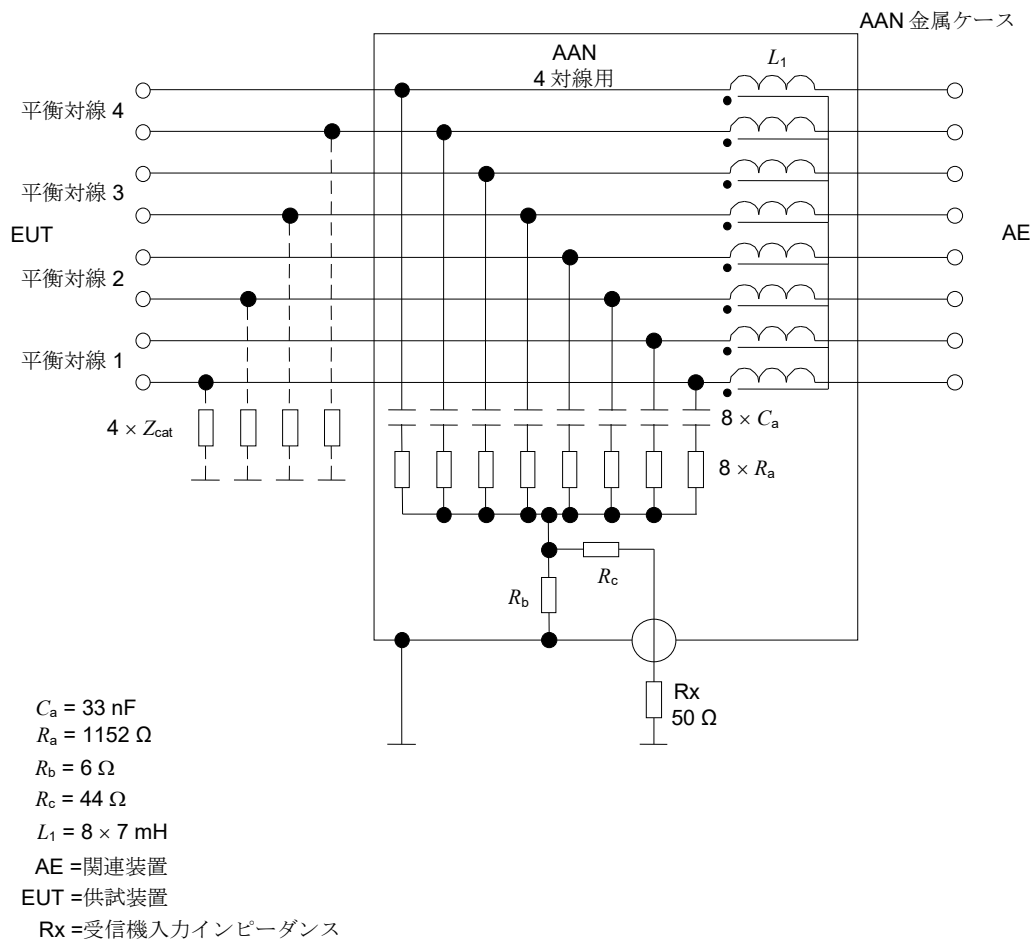 AAN 金属ケース
AAN
4 対線用
L1
平衡対線 4
平衡対線 3
EUT
AE
平衡対線 2
平衡対線 1
4 × Zcat
8 × Ca
8 × Ra
Rc
Rb
Rx
50 Ω
Ca = 33 nF
Ra = 1152 Ω
Rb = 6 Ω
Rc = 44 Ω
L1 = 8 × 7 mH
AE =関連装置
EUT =供試装置
Rx =受信機入力インピーダンス